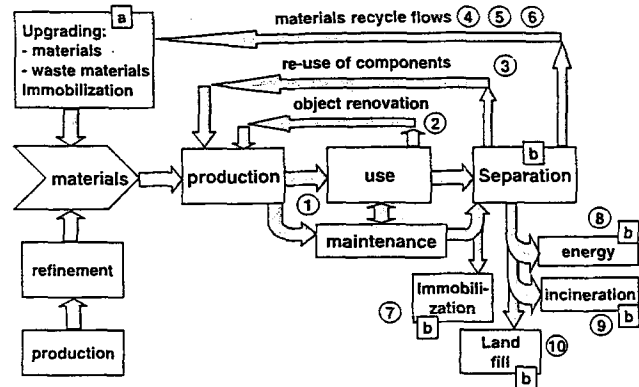 a
materials recycle flows ④ ⑤ ⑥
Upgrading:
- materials
- waste materials
Immobilization
re-use of components ③
object renovation
②
b
materials
production
use
Separation
①
maintenance
⑧
b
energy
refinement
⑦
Immobili-
zation
b
incineration
b
⑨
production
Land
fill
b
⑩